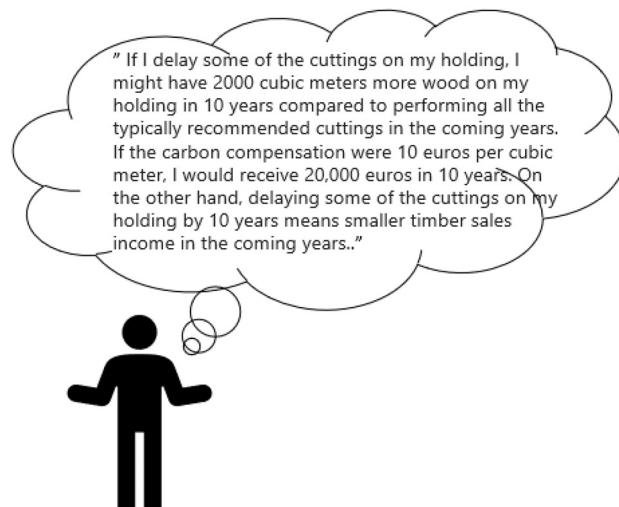 ” If I delay some of the cuttings on my holding, I
might have 2000 cubic meters more wood on my
holding in 10 years compared to performing all the
typically recommended cuttings in the coming years.
If the carbon compensation were 10 euros per cubic
meter, I would receive 20,000 euros in 10 years. On
the other hand, delaying some of the cuttings on my
holding by 10 years means smaller timber sales
income in the coming years..”